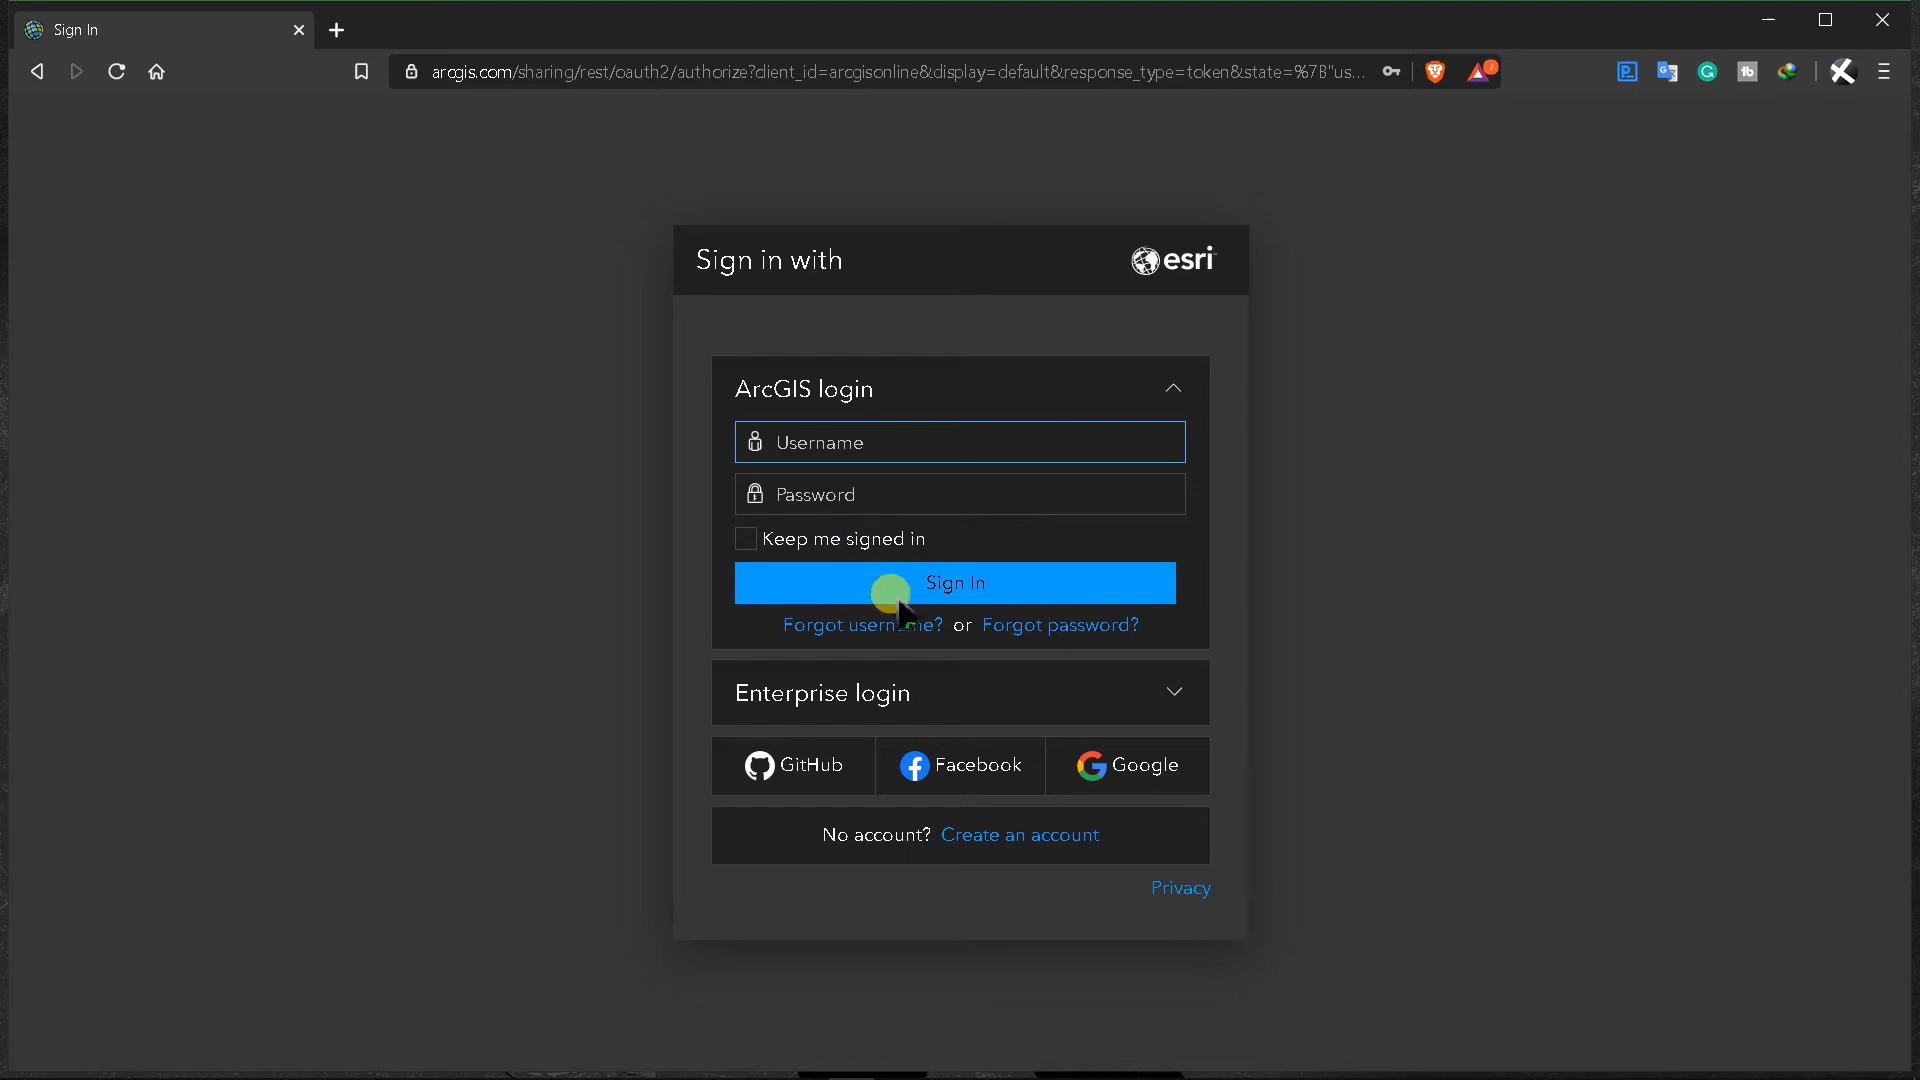 Sign In
arcgis.com/sharing/rest/oauth2/authorize?client_id=arcgisonline&display=default&response_type=token&state=%7B"us...
2
Sign in with
esri
ArcGIS login
Username
Password
Keep me signed in
Sign In
Forgot username? or Forgot password?
Enterprise login
GitHub
Facebook
Google
No account? Create an account
Privacy